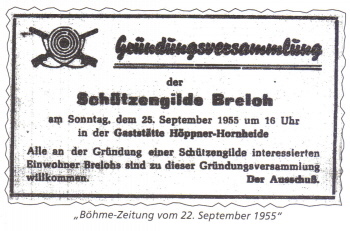 Gründungsversammlung
der
Schützengilde Breloh
am Sonntag, dem 25. September 1955 um 16 Uhr
in der Gaststätte Höppner-Hornheide
Alle an der Gründung einer Schützengilde interessierten
Einwohner Brelohs sind zu dieser Gründungsversammlung
willkommen. Der Ausschuß.
„Böhme-Zeitung vom 22. September 1955“